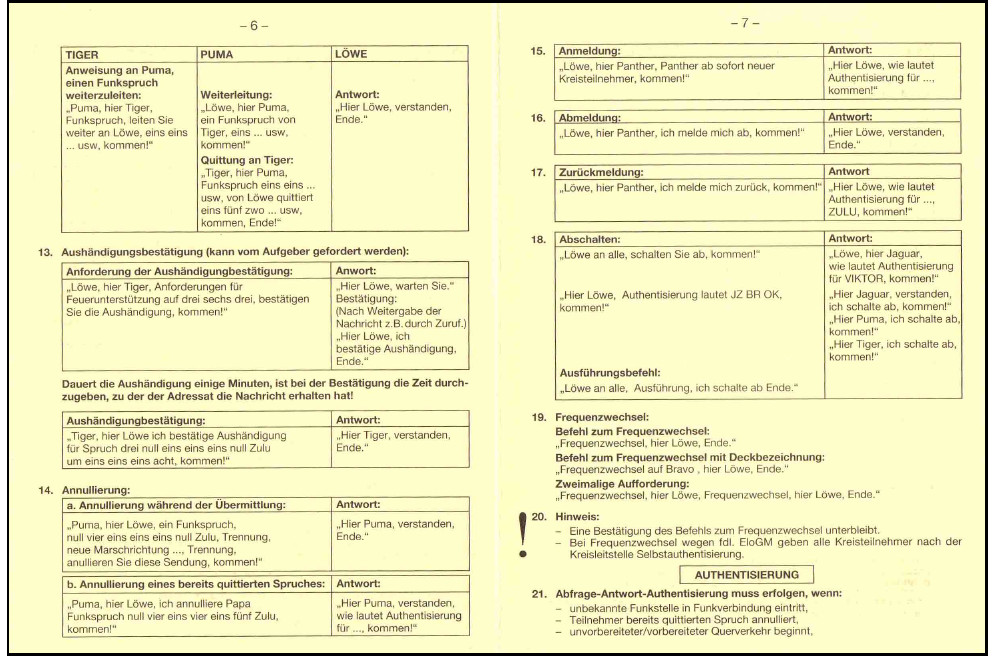 – 6 –
TIGER PUMA LÖWE
Anweisung an Puma,
einen Funkspruch
weiterzuleiten:
„Puma, hier Tiger,
Funkspruch, leiten Sie
weiter an Löwe, eins eins
... usw, kommen!“
Weiterleitung:
„Löwe, hier Puma,
ein Funkspruch von
Tiger, eins ... usw,
kommen!“
Quittung an Tiger:
„Tiger, hier Puma,
Funkspruch eins eins ...
usw, von Löwe quittiert
eins fünf zwo ... usw,
kommen, Ende!“
Antwort:
„Hier Löwe, verstanden,
Ende.“
13. Aushändigungsbestätigung (kann vom Aufgeber gefordert werden):
Anforderung der Aushändigungbestätigung:
„Löwe, hier Tiger, Anforderungen für
Feuerunterstützung auf drei sechs drei, bestätigen
Sie die Aushändigung, kommen!“
Anwort:
„Hier Löwe, warten Sie.“
Bestätigung:
(Nach Weitergabe der
Nachricht z.B. durch Zuruf.)
„Hier Löwe, ich
bestätige Aushändigung,
Ende.“
Dauert die Aushändigung einige Minuten, ist bei der Bestätigung die Zeit durch-
zugeben, zu der der Adressat die Nachricht erhalten hat!
Aushändigungbestätigung:
„Tiger, hier Löwe ich bestätige Aushändigung
für Spruch drei null eins eins eins null Zulu
um eins eins eins acht, kommen!“
Antwort:
„Hier Tiger, verstanden,
Ende.“
14. Annullierung:
a. Annullierung während der Übermittlung:
„Puma, hier Löwe, ein Funkspruch,
null vier eins eins eins null Zulu, Trennung,
neue Marschrichtung ..., Trennung,
anullieren Sie diese Sendung, kommen!“
Antwort:
„Hier Puma, verstanden,
Ende.“
b. Annullierung eines bereits quittierten Spruches:
„Puma, hier Löwe, ich annulliere Papa
Funkspruch null vier eins vier eins fünf Zulu,
kommen!“
Antwort:
„Hier Puma, verstanden,
wie lautet Authentisierung
für ..., kommen!“
– 7 –
15. Anmeldung:
„Löwe, hier Panther, Panther ab sofort neuer
Kreisteilnehmer, kommen!“
Antwort:
„Hier Löwe, wie lautet
Authentisierung für ...,
kommen!“
16. Abmeldung:
„Löwe, hier Panther, ich melde mich ab, kommen!“
Antwort:
„Hier Löwe, verstanden,
Ende.“
17. Zurückmeldung:
„Löwe, hier Panther, ich melde mich zurück, kommen!“
Antwort
„Hier Löwe, wie lautet
Authentisierung für ...,
ZULU, kommen!“
18. Abschalten:
„Löwe an alle, schalten Sie ab, kommen!“
Antwort:
„Löwe, hier Jaguar,
wie lautet Authentisierung
für VIKTOR, kommen!“
„Hier Löwe, Authentisierung lautet JZ BR OK,
kommen!“
„Hier Jaguar, verstanden,
ich schalte ab, kommen!“
„Hier Puma, ich schalte ab,
kommen!“
„Hier Tiger, ich schalte ab,
kommen!“
Ausführungsbefehl:
„Löwe an alle, Ausführung, ich schalte ab Ende.“
19. Frequenzwechsel:
Befehl zum Frequenzwechsel:
„Frequenzwechsel, hier Löwe, Ende.“
Befehl zum Frequenzwechsel mit Deckbezeichnung:
„Frequenzwechsel auf Bravo , hier Löwe, Ende.“
Zweimalige Aufforderung:
„Frequenzwechsel, hier Löwe, Frequenzwechsel, hier Löwe, Ende.“
! 20. Hinweis:
– Eine Bestätigung des Befehls zum Frequenzwechsel unterbleibt.
– Bei Frequenzwechsel wegen fdl. EloGM geben alle Kreisteilnehmer nach der
Kreisleitstelle Selbstauthentisierung.
AUTHENTISIERUNG
21. Abfrage-Antwort-Authentisierung muss erfolgen, wenn:
– unbekannte Funkstelle in Funkverbindung eintritt,
– Teilnehmer bereits quittierten Spruch annulliert,
– unvorbereiteter/vorbereiteter Querverkehr beginnt,